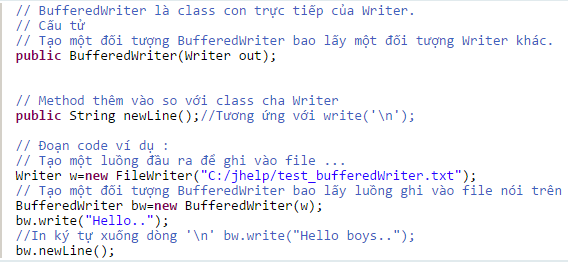 // BufferedWriter là class con trực tiếp của Writer.
// Cấu tử
// Tạo một đối tượng BufferedWriter bao lấy một đối tượng Writer khác.
public BufferedWriter(Writer out);
// Method thêm vào so với class cha Writer
public String newLine();//Tương ứng với write('\n');
// Đoạn code ví dụ :
// Tạo một luồng đầu ra để ghi vào file ...
Writer w=new FileWriter("C:/jhelp/test_bufferedWriter.txt");
// Tạo một đối tượng BufferedWriter bao lấy luồng ghi vào file nói trên
BufferedWriter bw=new BufferedWriter(w);
bw.write("Hello..");
//In ký tự xuống dòng '\n' bw.write("Hello boys..");
bw.newLine();